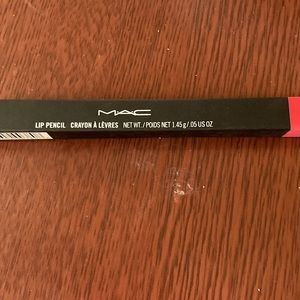 MAC
LIP PENCIL CRAYON À LÈVRES NET WT. / POIDS NET 1.45 g / .05 US OZ